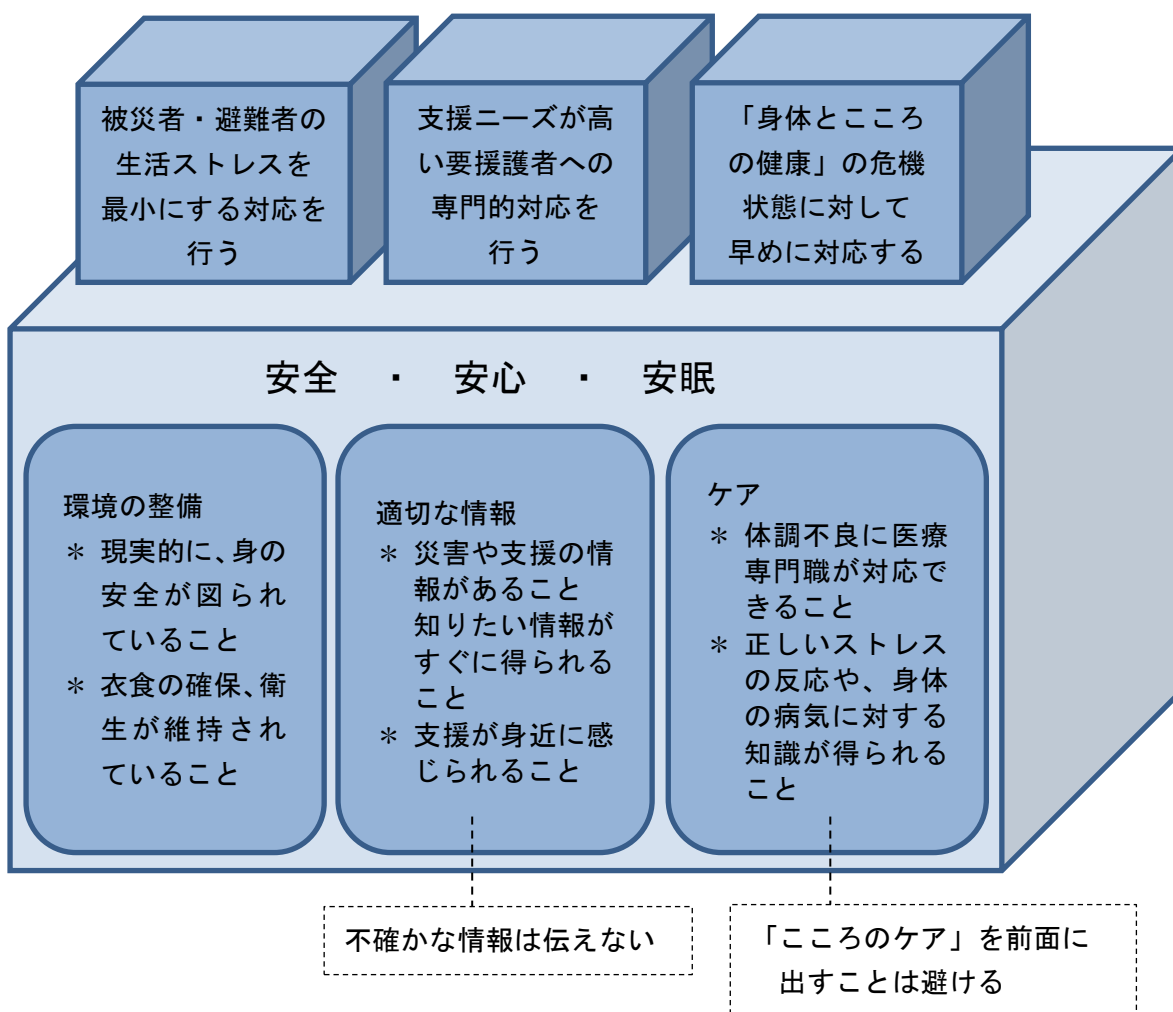 被災者・避難者の
生活ストレスを
最小にする対応を
行う
支援ニーズが高
い要援護者への
専門的対応を
行う
「身体とこころ
の健康」の危機
状態に対して
早めに対応する
安全 ・ 安心 ・ 安眠
環境の整備
＊ 現実的に、身の
安全が図られ
ていること
＊ 衣食の確保、衛
生が維持され
ていること
適切な情報
＊ 災害や支援の情
報があること
知りたい情報が
すぐに得られる
こと
＊ 支援が身近に感
じられること
ケア
＊ 体調不良に医療
専門職が対応で
きること
＊ 正しいストレス
の反応や、身体
の病気に対する
知識が得られる
こと
不確かな情報は伝えない
「こころのケア」を前面に
出すことは避ける